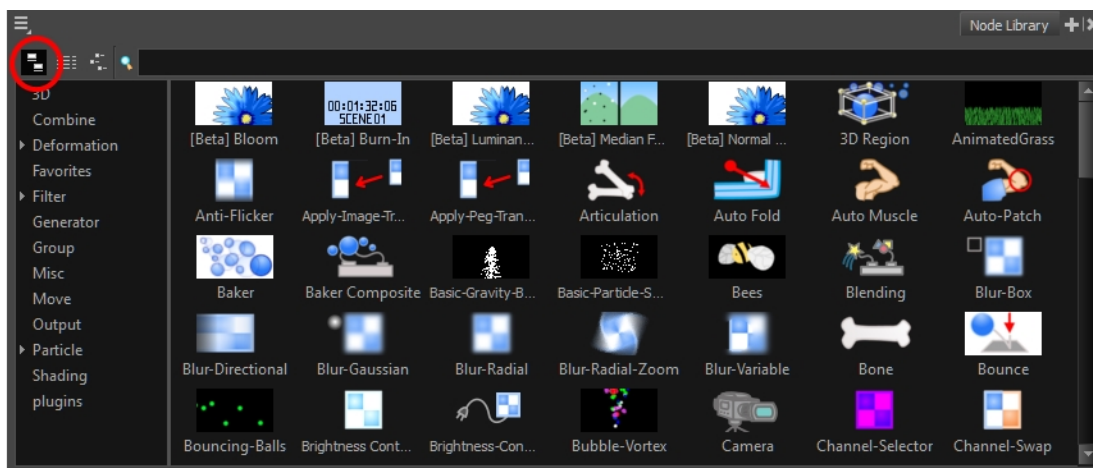 Node Library
3D
Combine
Deformation
Favorites
Filter
Generator
Group
Misc
Move
Output
Particle
Shading
plugins
00:01:32:06
SCENE 01
[Beta] Bloom [Beta] Burn-In [Beta] Luminan... [Beta] Median F... [Beta] Normal ... 3D Region AnimatedGrass
Anti-Flicker Apply-Image-Tr... Apply-Peg-Tran... Articulation Auto Fold Auto Muscle Auto-Patch
Baker Baker Composite Basic-Gravity-B... Basic-Particle-S... Bees Blending Blur-Box
Blur-Directional Blur-Gaussian Blur-Radial Blur-Radial-Zoom Blur-Variable Bone Bounce
Bouncing-Balls Brightness Cont... Brightness-Con... Bubble-Vortex Camera Channel-Selector Channel-Swap